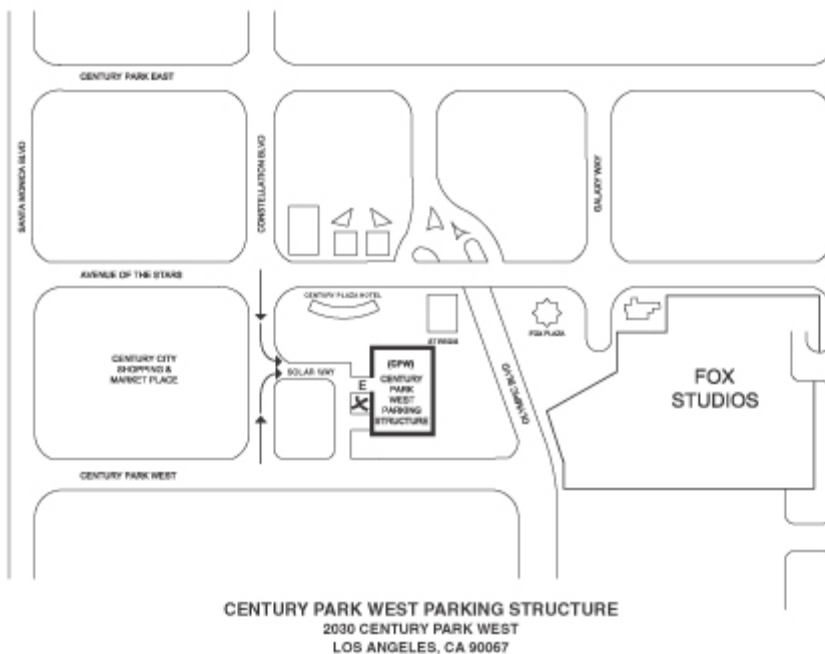 CENTURY PARK EAST
SANTA MONICA BLVD
CONSTELLATION BLVD
GALAXY WAY
AVENUE OF THE STARS
CENTURY PLAZA HOTEL
ST REGIS
FOX PLAZA
CENTURY CITY
SHOPPING &
MARKET PLACE
SOLAR WAY
E
(CPW)
CENTURY
PARK
WEST
PARKING
STRUCTURE
OLYMPIC BLVD
FOX
STUDIOS
CENTURY PARK WEST
CENTURY PARK WEST PARKING STRUCTURE
2030 CENTURY PARK WEST
LOS ANGELES, CA 90067